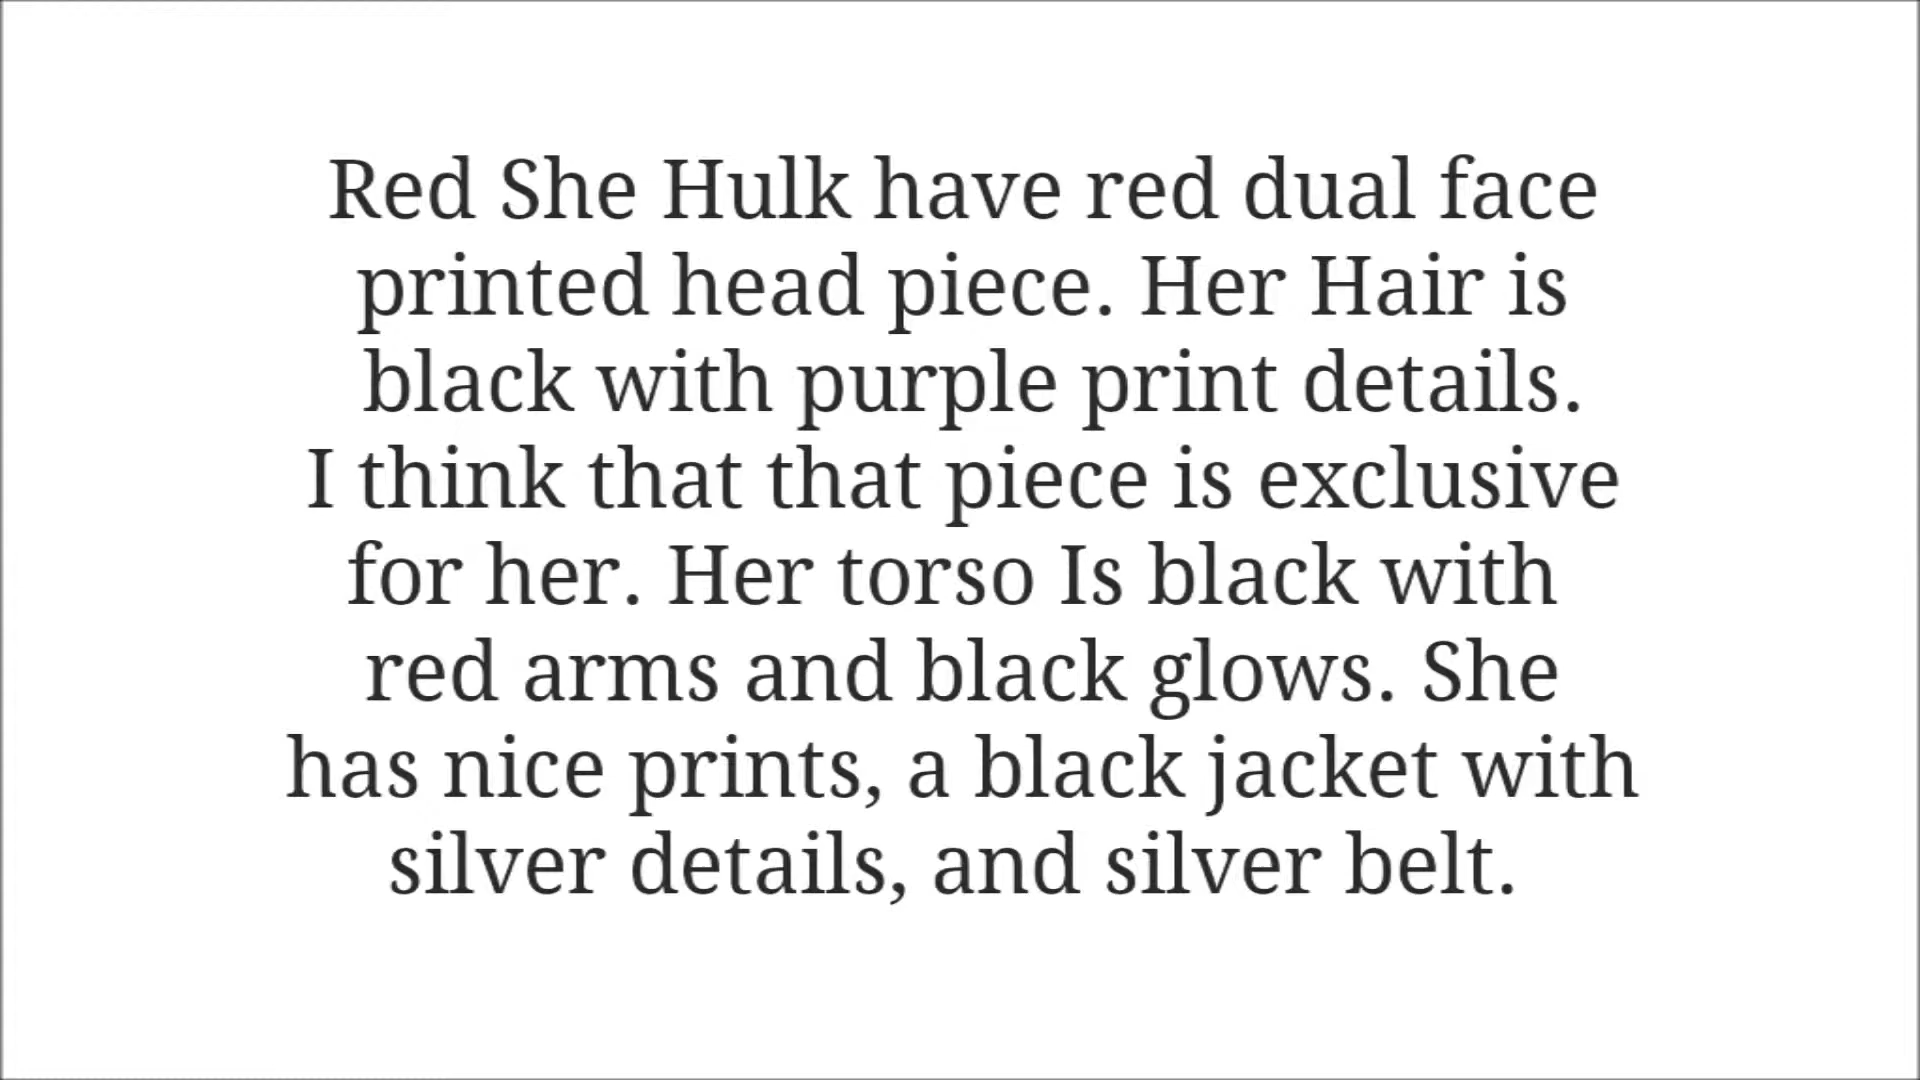 Red She Hulk have red dual face
printed head piece. Her Hair is
black with purple print details.
I think that that piece is exclusive
for her. Her torso Is black with
red arms and black glows. She
has nice prints, a black jacket with
silver details, and silver belt.